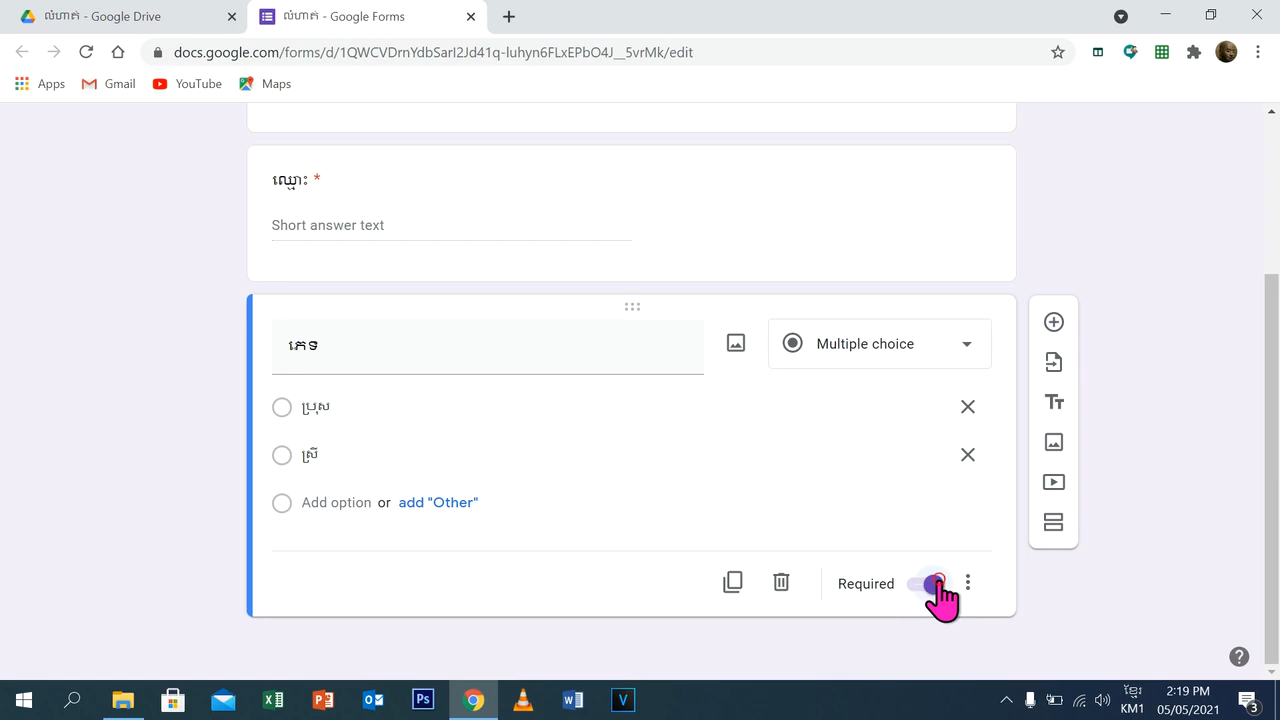 លំហាត់ - Google Drive
លំហាត់ - Google Forms
docs.google.com/forms/d/1QWCVDrnYdbSarI2Jd41q-luhyn6FLxEPbO4J__5vrMk/edit
Apps
Gmail
YouTube
Maps
ឈ្មោះ *
Short answer text
ភេទ
Multiple choice
ប្រុស
ស្រី
Add option or add "Other"
Required
2:19 PM
ខ្មែរ
KM1
05/05/2021
3